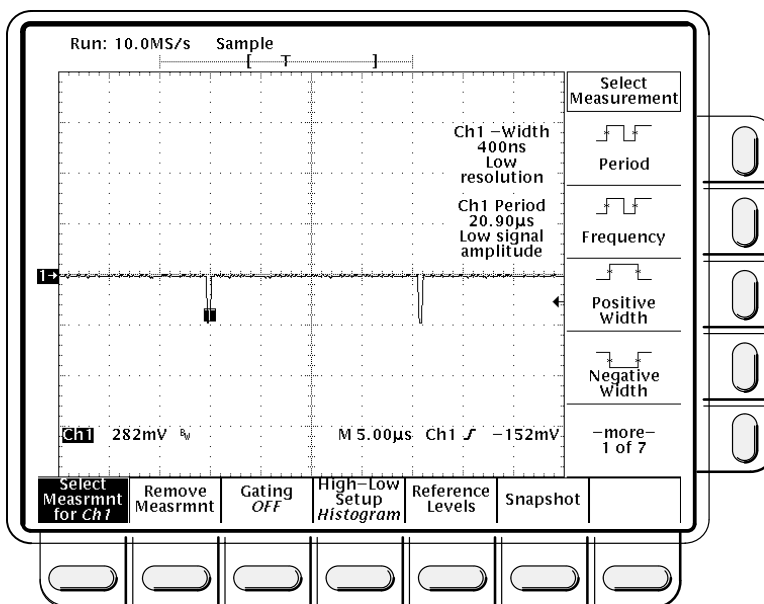 Run: 10.0MS/s Sample
[ T ]
Select
Measurement
Ch1 −Width
400ns
Low
resolution
Period
Ch1 Period
20.90µs
Low signal
amplitude
Frequency
1→
Positive
Width
T
Negative
Width
Ch1 282mV BW M 5.00µs Ch1 −152mV
−more−
1 of 7
Select
Measrmnt
for Ch1
Remove
Measrmnt
Gating
OFF
High−Low
Setup
Histogram
Reference
Levels
Snapshot